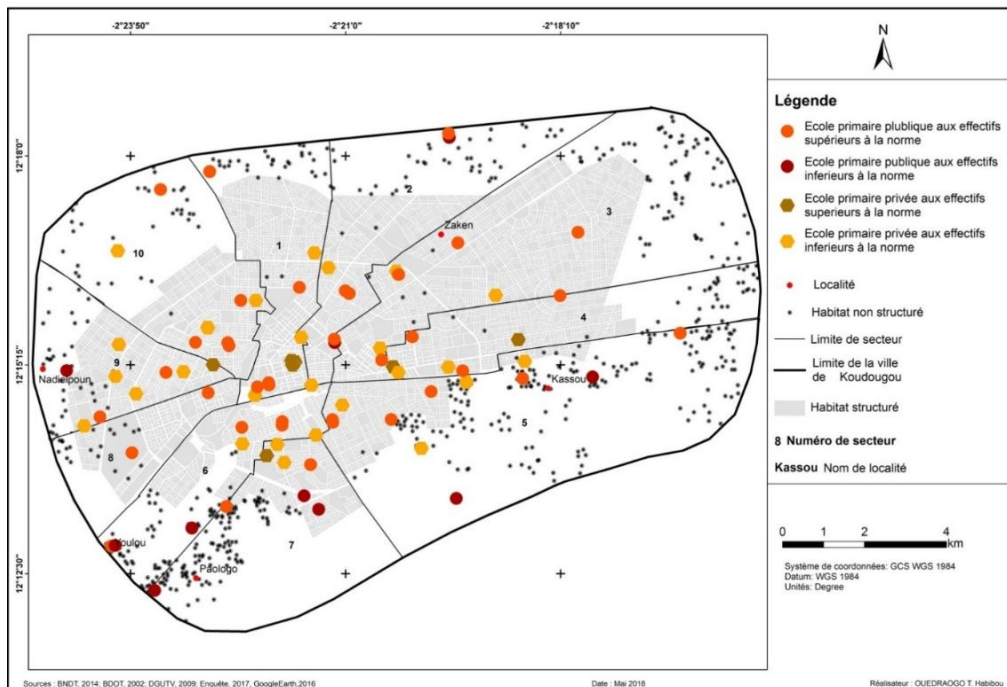 -2°23'50"
-2°21'0"
-2°18'10"
N
12°18'0"
12°15'0"
12°12'30"
1
2
3
4
5
6
7
8
9
10
Zaken
Kassou
Nadielpoun
Youlou
Paologo
Légende
Ecole primaire plublique aux effectifs
supérieurs à la norme
Ecole primaire publique aux effectifs
inferieurs à la norme
Ecole primaire privée aux effectifs
superieurs à la norme
Ecole primaire privée aux effectifs
inferieurs à la norme
Localité
Habitat non structuré
Limite de secteur
Limite de la ville
de Koudougou
Habitat structuré
8 Numéro de secteur
Kassou Nom de localité
0 1 2 4
km
Système de coordonnées: GCS WGS 1984
Datum: WGS 1984
Unités: Degree
Sources : BNDT, 2014; BDOT, 2002; DGUTV, 2009; Enquête, 2017, GoogleEarth,2016
Date : Mai 2018
Réalisateur : OUEDRAOGO T. Habibou